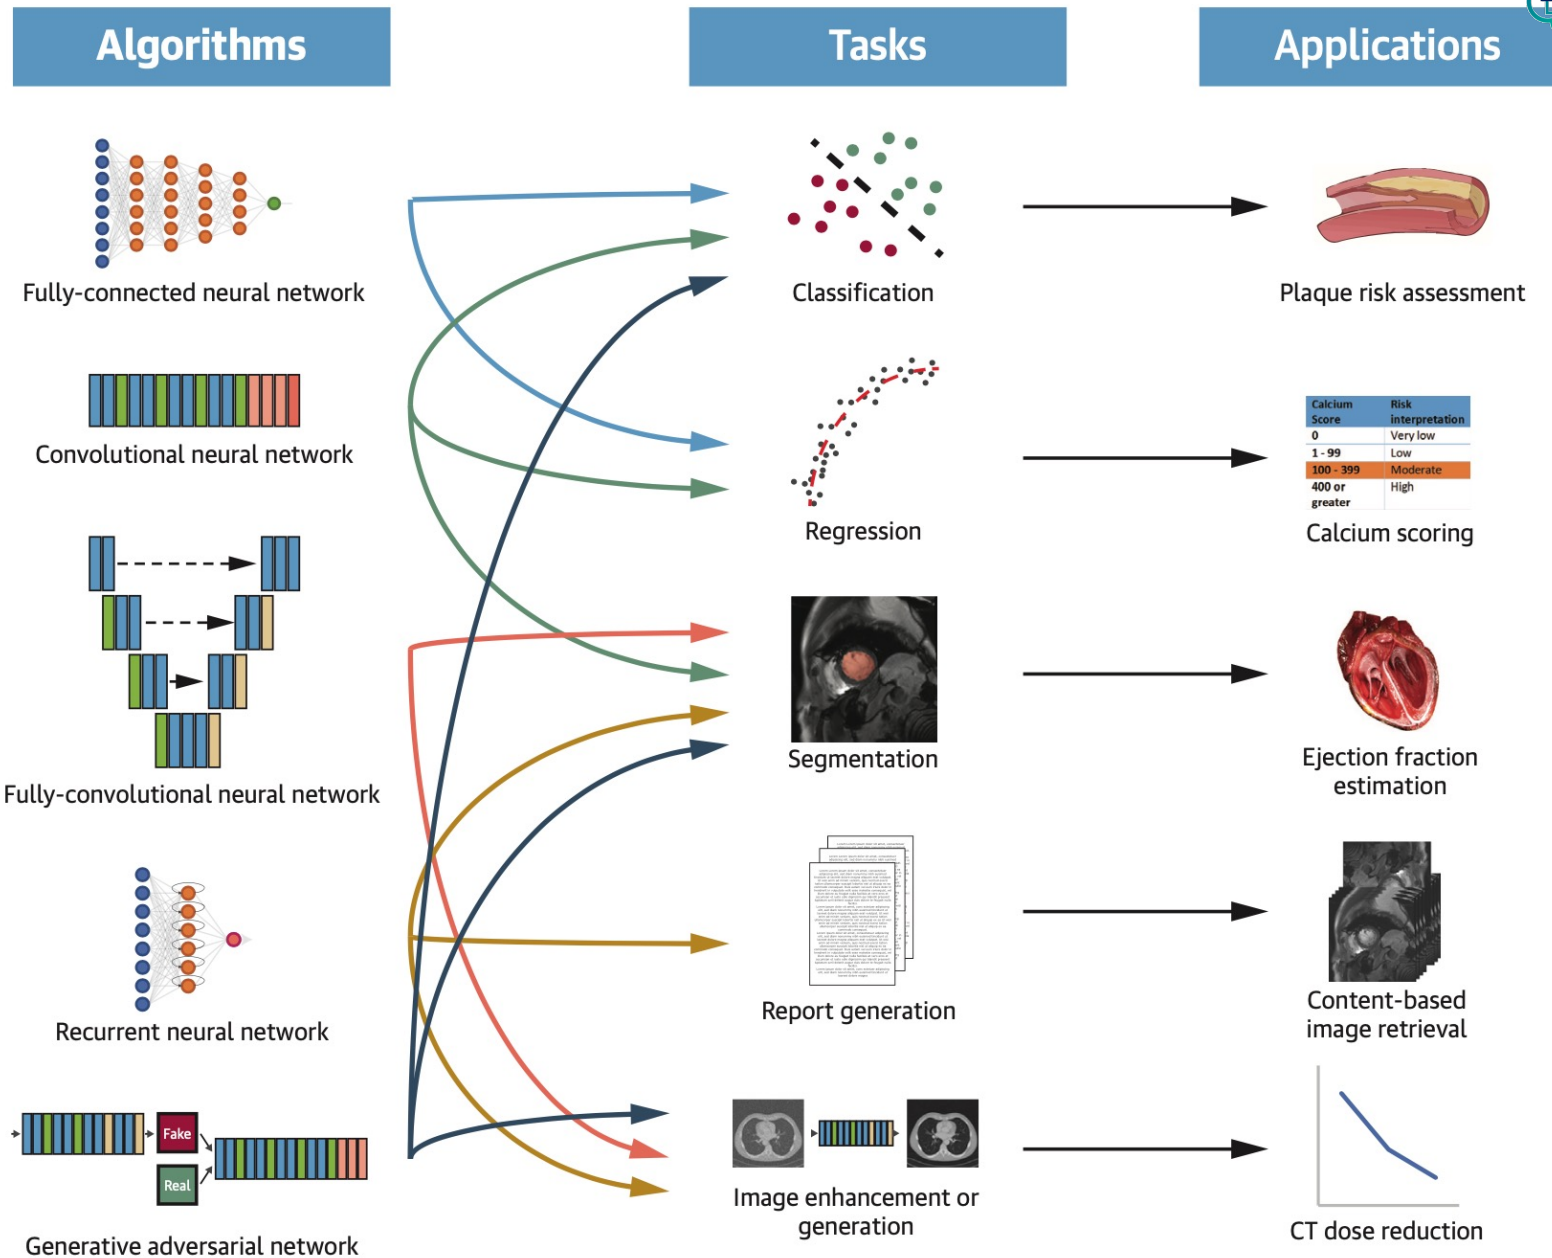 Algorithms
Tasks
Applications
Fully-connected neural network
Classification
Plaque risk assessment
Convolutional neural network
Regression
Calcium Score
Risk interpretation
0
Very low
1 - 99
Low
100 - 399
Moderate
400 or greater
High
Calcium scoring
Fully-convolutional neural network
Segmentation
Ejection fraction
estimation
Recurrent neural network
Report generation
Content-based
image retrieval
Fake
Real
Generative adversarial network
Image enhancement or
generation
CT dose reduction